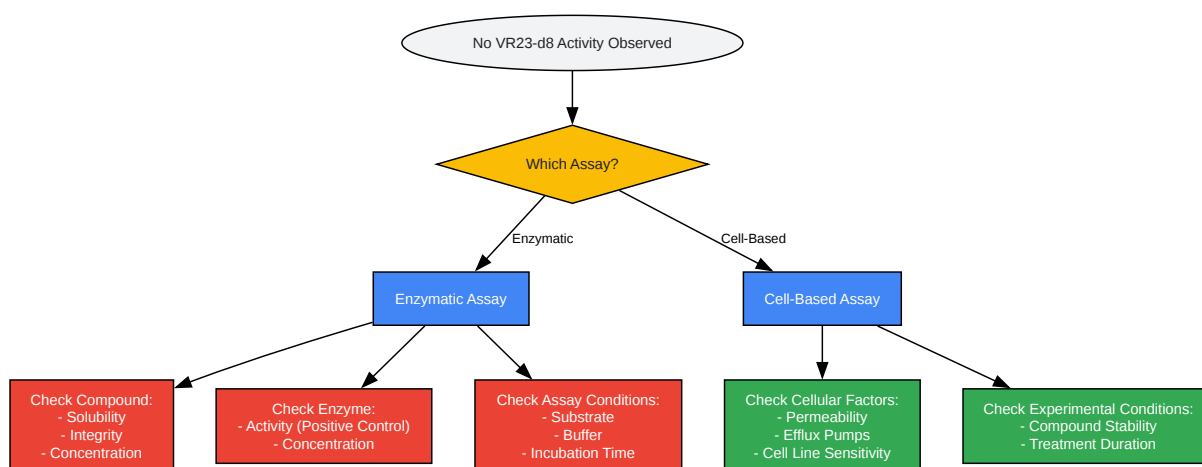 No VR23-d8 Activity Observed
Which Assay?
Enzymatic
Cell-Based
Enzymatic Assay
Cell-Based Assay
Check Compound:
- Solubility
- Integrity
- Concentration
Check Enzyme:
- Activity (Positive Control)
- Concentration
Check Assay Conditions:
- Substrate
- Buffer
- Incubation Time
Check Cellular Factors:
- Permeability
- Efflux Pumps
- Cell Line Sensitivity
Check Experimental Conditions:
- Compound Stability
- Treatment Duration